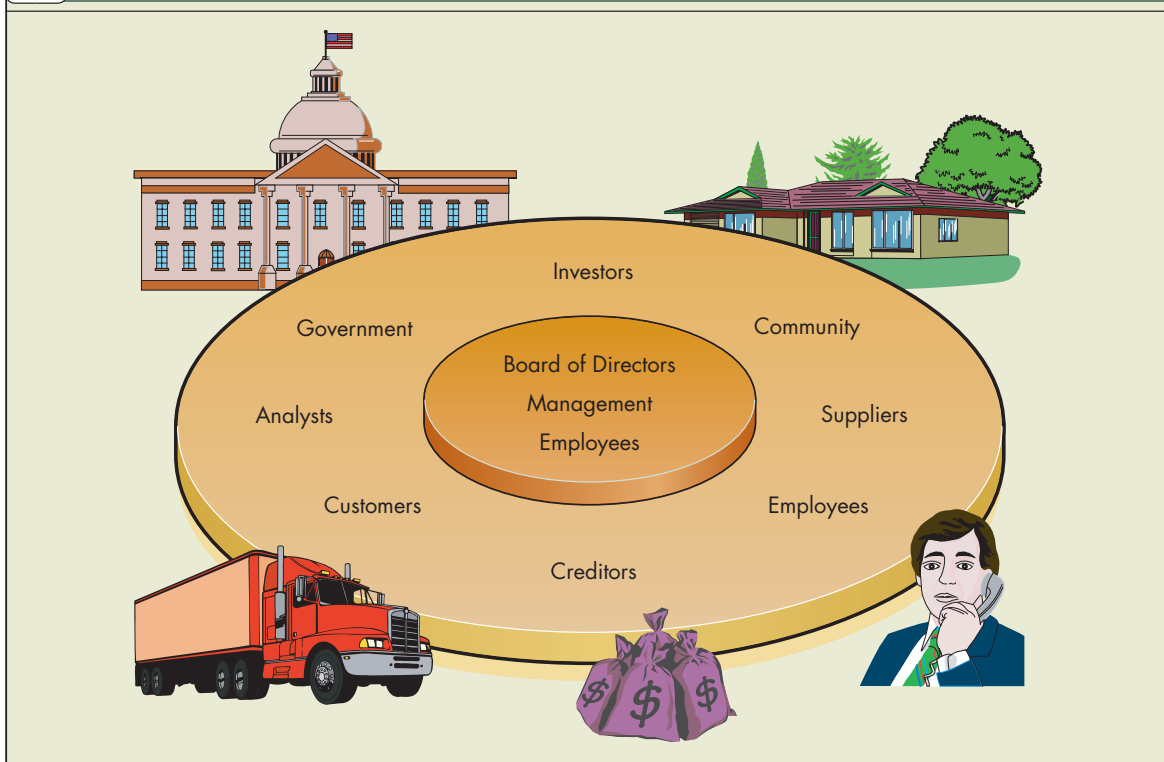 Investors
Government
Community
Board of Directors
Management
Employees
Analysts
Suppliers
Customers
Employees
Creditors
$ $ $